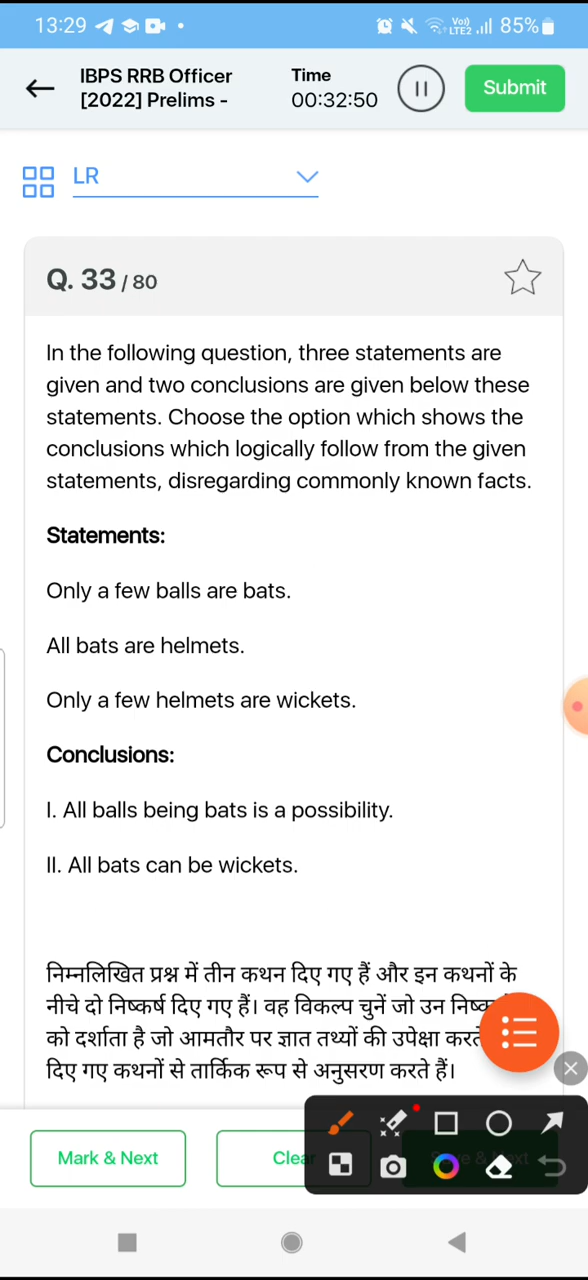 13:29
Vo)) LTE2 85%
IBPS RRB Officer
[2022] Prelims -
Time
00:32:50
Submit
LR
Q. 33 / 80
In the following question, three statements are
given and two conclusions are given below these
statements. Choose the option which shows the
conclusions which logically follow from the given
statements, disregarding commonly known facts.
Statements:
Only a few balls are bats.
All bats are helmets.
Only a few helmets are wickets.
Conclusions:
I. All balls being bats is a possibility.
II. All bats can be wickets.
निम्नलिखित प्रश्न में तीन कथन दिए गए हैं और इन कथनों के
नीचे दो निष्कर्ष दिए गए हैं। वह विकल्प चुनें जो उन
को दर्शाता है जो आमतौर पर ज्ञात तथ्यों की उपेक्षा
दिए गए कथनों से तार्किक रूप से अनुसरण करते हैं।
Mark & Next
Clea